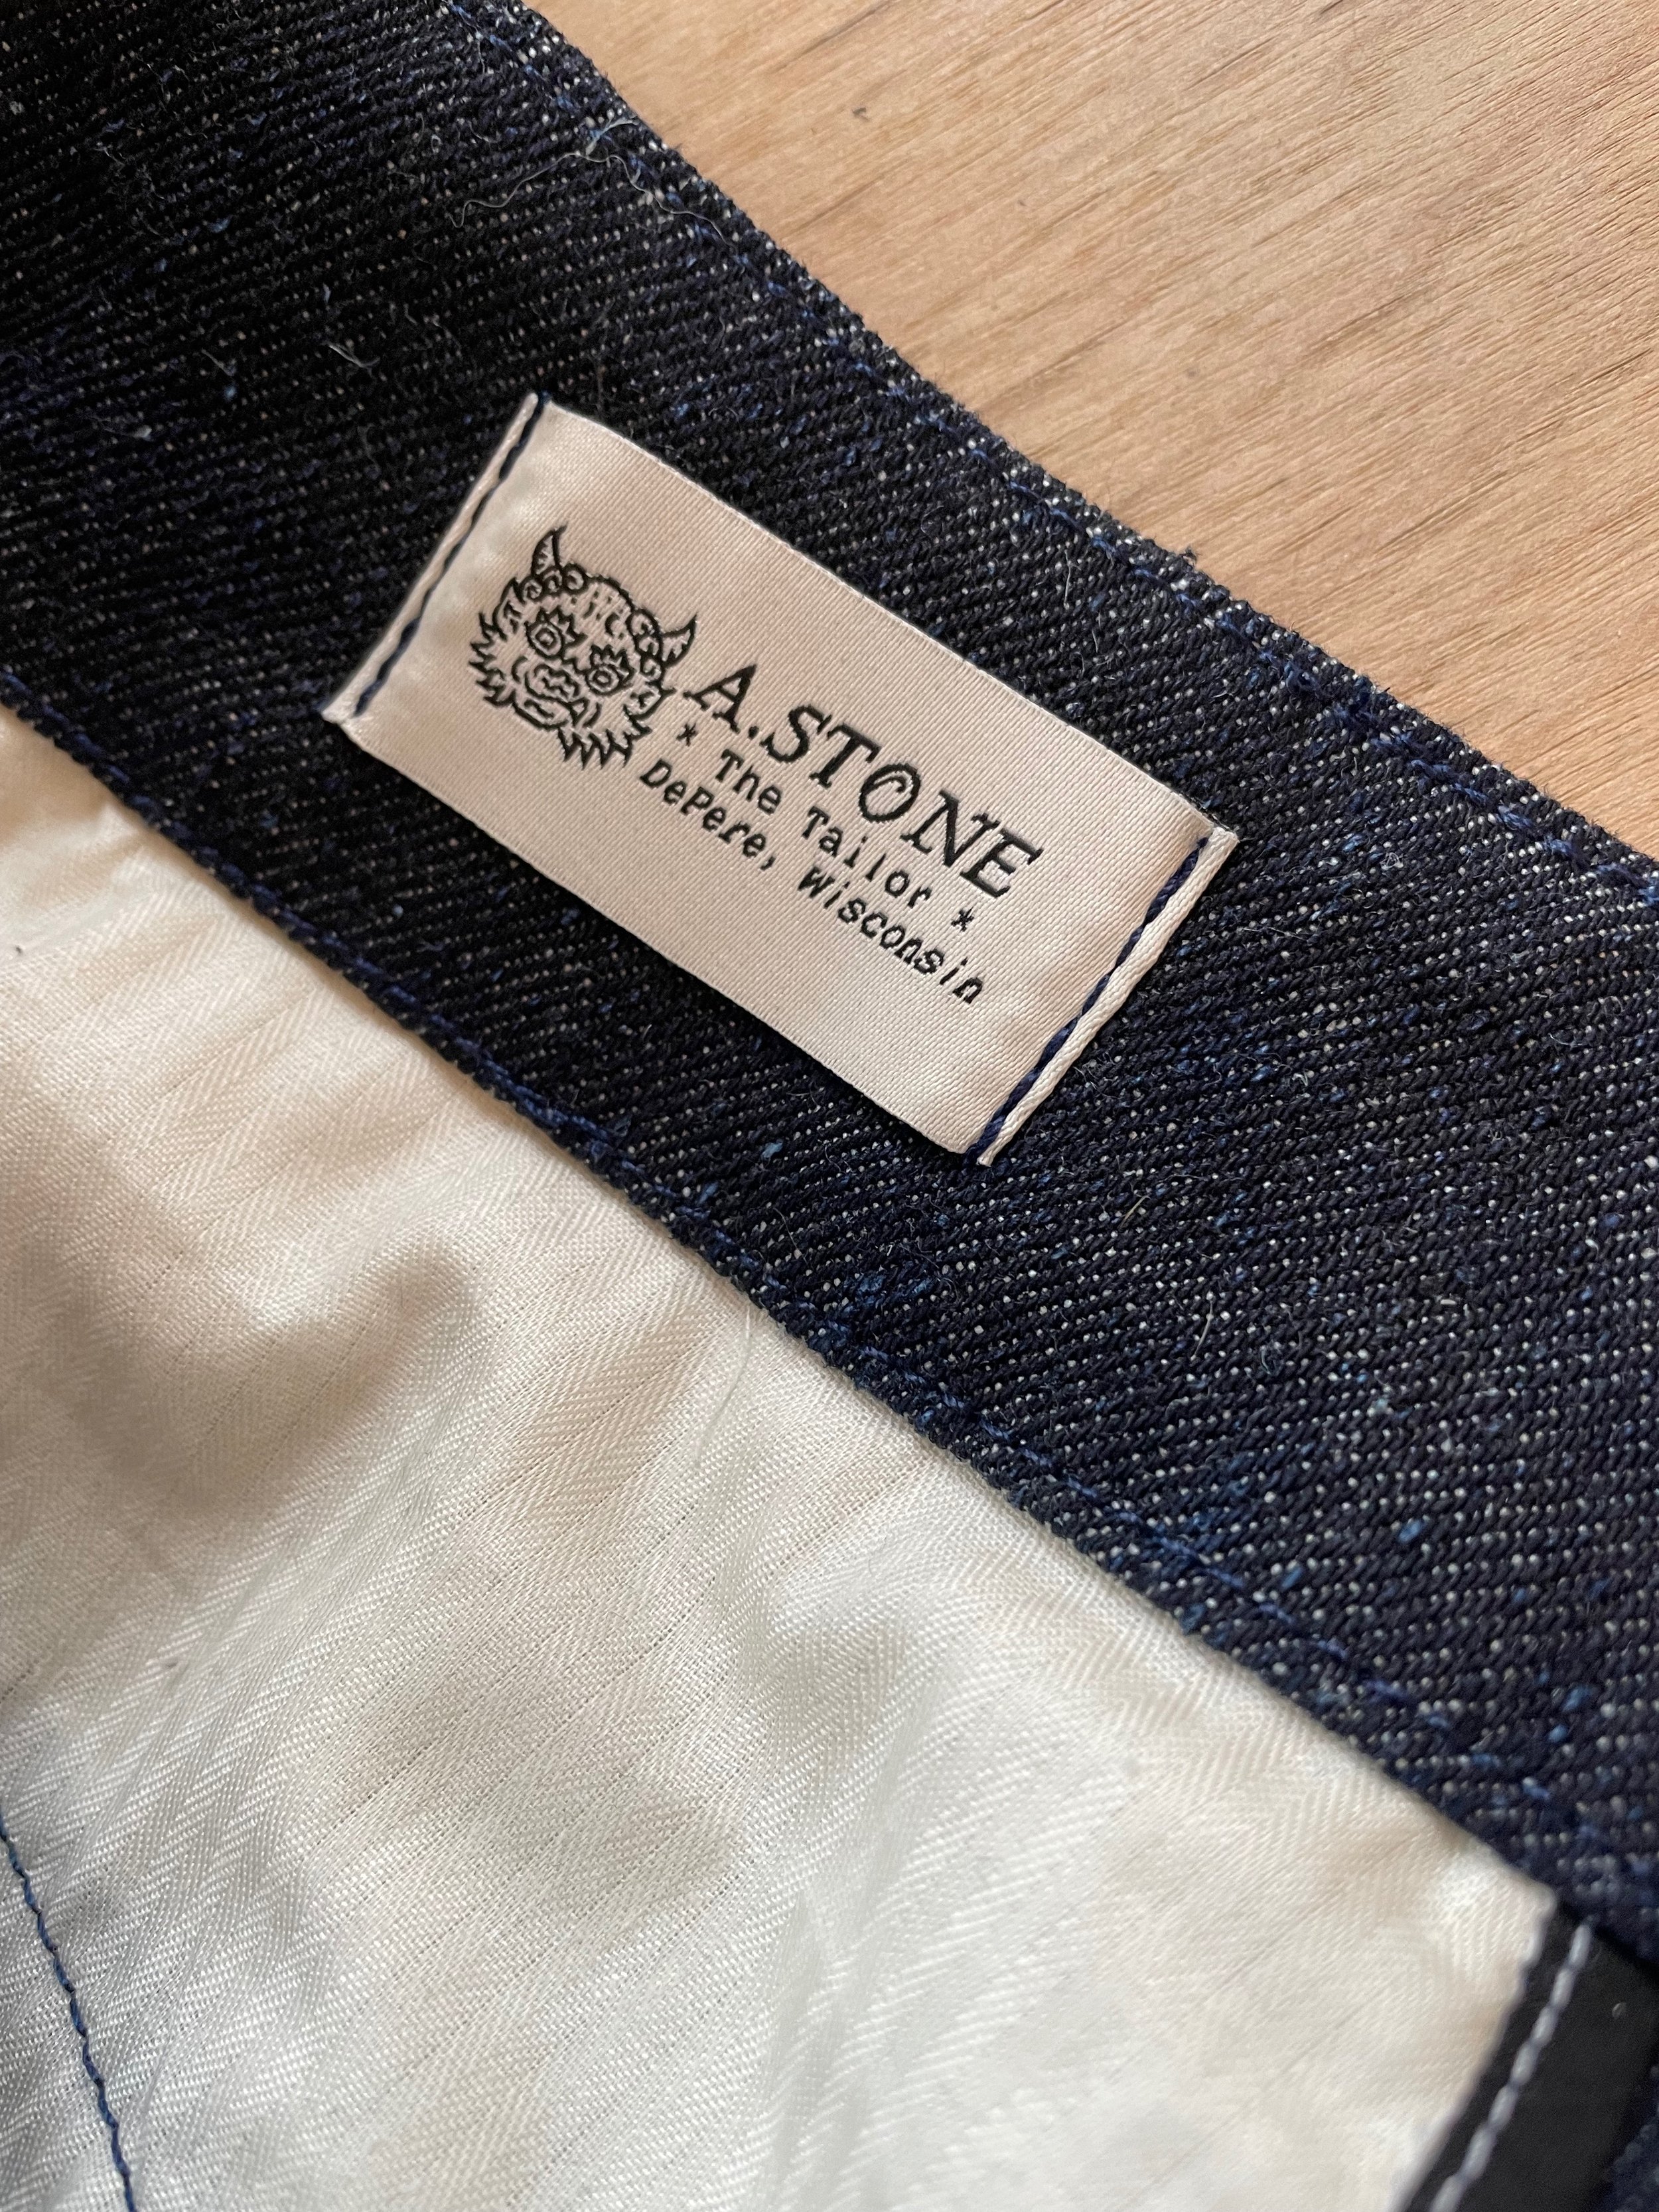 A.STONE
* The Tailor *
DePere, Wisconsin